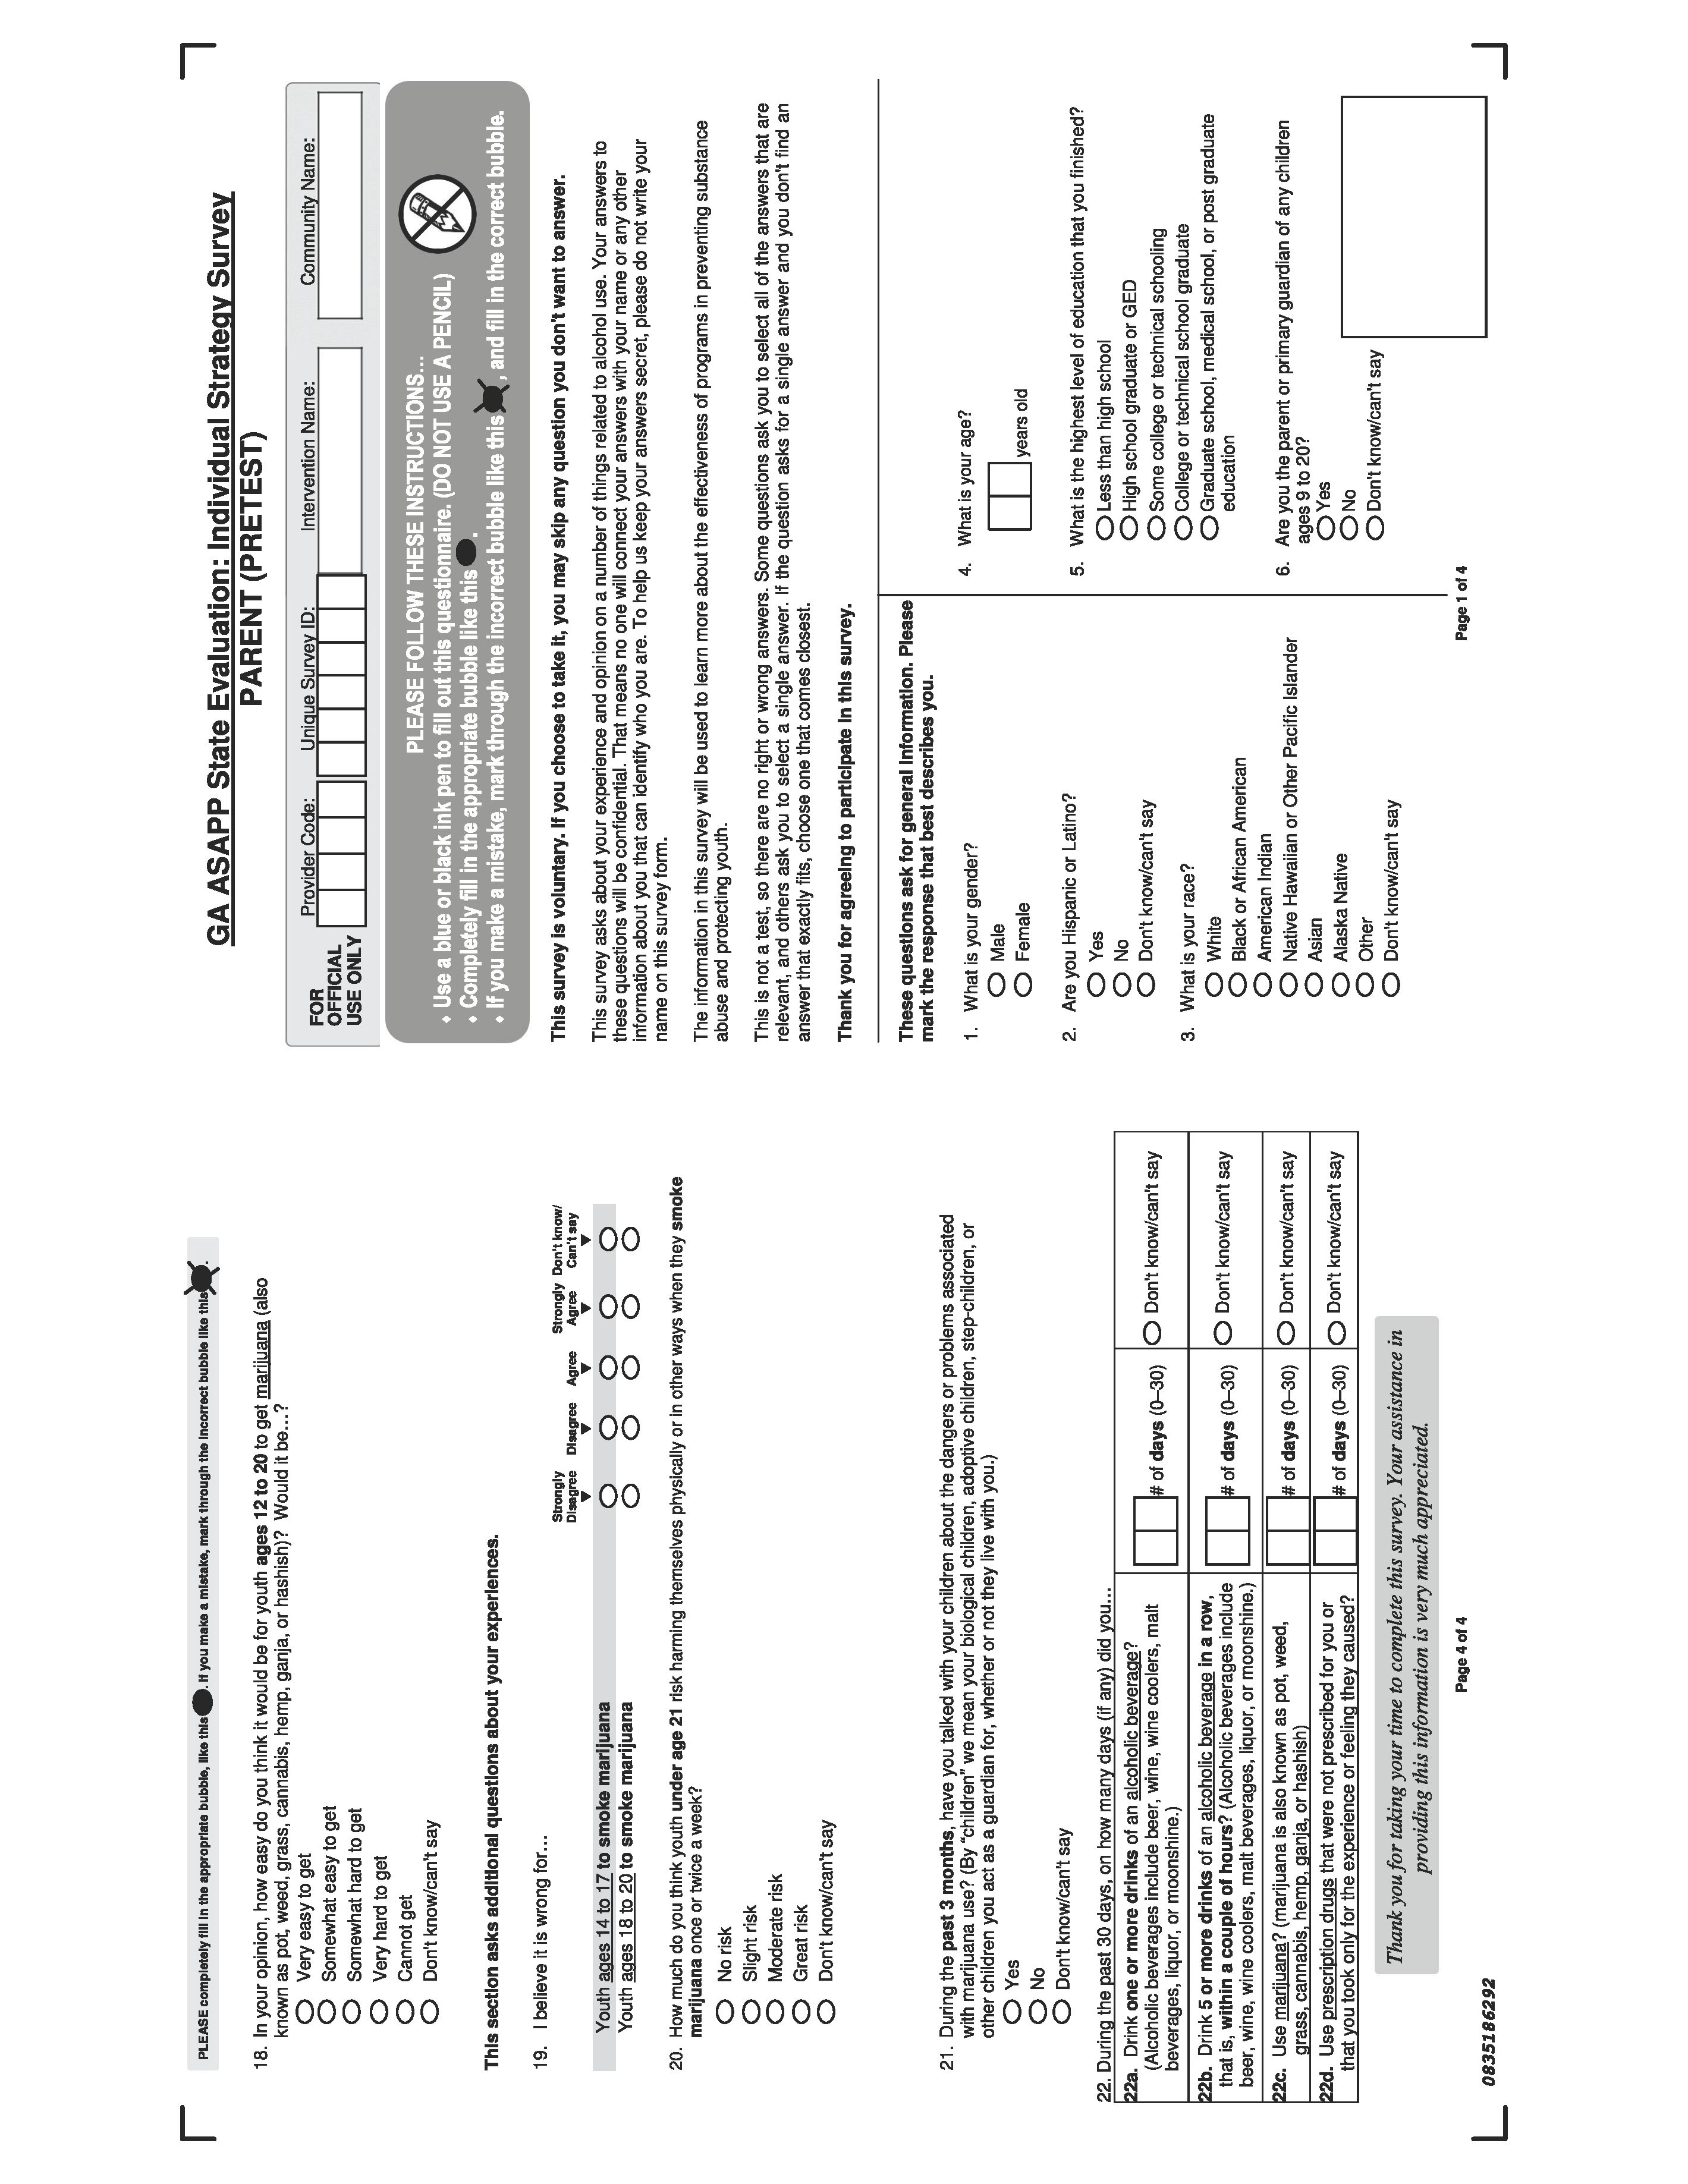 PLEASE completely fill in the appropriate bubble, like this. If you make a mistake, mark through the incorrect bubble like this.
18. In your opinion, how easy do you think it would be for youth ages 12 to 20 to get marijuana (also
known as pot, weed, grass, cannabis, hemp, ganja, or hashish)? Would it be…?
Very easy to get
Somewhat easy to get
Somewhat hard to get
Very hard to get
Cannot get
Don't know/can't say
This section asks additional questions about your experiences.
19. I believe it is wrong for…
Strongly Disagree
Disagree
Agree
Strongly Agree
Don't know/ Can't say
Youth ages 14 to 17 to smoke marijuana
Youth ages 18 to 20 to smoke marijuana
20. How much do you think youth under age 21 risk harming themselves physically or in other ways when they smoke
marijuana once or twice a week?
No risk
Slight risk
Moderate risk
Great risk
Don't know/can't say
21. During the past 3 months, have you talked with your children about the dangers or problems associated
with marijuana use? (By “children” we mean your biological children, adoptive children, step-children, or
other children you act as a guardian for, whether or not they live with you.)
Yes
No
Don't know/can't say
22. During the past 30 days, on how many days (if any) did you…
22a. Drink one or more drinks of an alcoholic beverage?
(Alcoholic beverages include beer, wine, wine coolers, malt
beverages, liquor, or moonshine.)
# of days (0–30)
Don't know/can't say
22b. Drink 5 or more drinks of an alcoholic beverage in a row,
that is, within a couple of hours? (Alcoholic beverages include
beer, wine, wine coolers, malt beverages, liquor, or moonshine.)
# of days (0–30)
Don't know/can't say
22c. Use marijuana? (marijuana is also known as pot, weed,
grass, cannabis, hemp, ganja, or hashish)
# of days (0–30)
Don't know/can't say
22d. Use prescription drugs that were not prescribed for you or
that you took only for the experience or feeling they caused?
# of days (0–30)
Don't know/can't say
Thank you for taking your time to complete this survey. Your assistance in
providing this information is very much appreciated.
Page 4 of 4
0835186292
GA ASAPP State Evaluation: Individual Strategy Survey
PARENT (PRETEST)
FOR
OFFICIAL
USE ONLY
Provider Code:
Unique Survey ID:
Intervention Name:
Community Name:
PLEASE FOLLOW THESE INSTRUCTIONS…
♦ Use a blue or black ink pen to fill out this questionnaire. (DO NOT USE A PENCIL)
♦ Completely fill in the appropriate bubble like this.
♦ If you make a mistake, mark through the incorrect bubble like this, and fill in the correct bubble.
This survey is voluntary. If you choose to take it, you may skip any question you don't want to answer.
This survey asks about your experience and opinion on a number of things related to alcohol use. Your answers to
these questions will be confidential. That means no one will connect your answers with your name or any other
information about you that can identify who you are. To help us keep your answers secret, please do not write your
name on this survey form.
The information in this survey will be used to learn more about the effectiveness of programs in preventing substance
abuse and protecting youth.
This is not a test, so there are no right or wrong answers. Some questions ask you to select all of the answers that are
relevant, and others ask you to select a single answer. If the question asks for a single answer and you don't find an
answer that exactly fits, choose one that comes closest.
Thank you for agreeing to participate in this survey.
These questions ask for general information. Please
mark the response that best describes you.
1. What is your gender?
Male
Female
2. Are you Hispanic or Latino?
Yes
No
Don't know/can't say
3. What is your race?
White
Black or African American
American Indian
Native Hawaiian or Other Pacific Islander
Asian
Alaska Native
Other
Don't know/can't say
4. What is your age?
years old
5. What is the highest level of education that you finished?
Less than high school
High school graduate or GED
Some college or technical schooling
College or technical school graduate
Graduate school, medical school, or post graduate
education
6. Are you the parent or primary guardian of any children
ages 9 to 20?
Yes
No
Don't know/can't say
Page 1 of 4